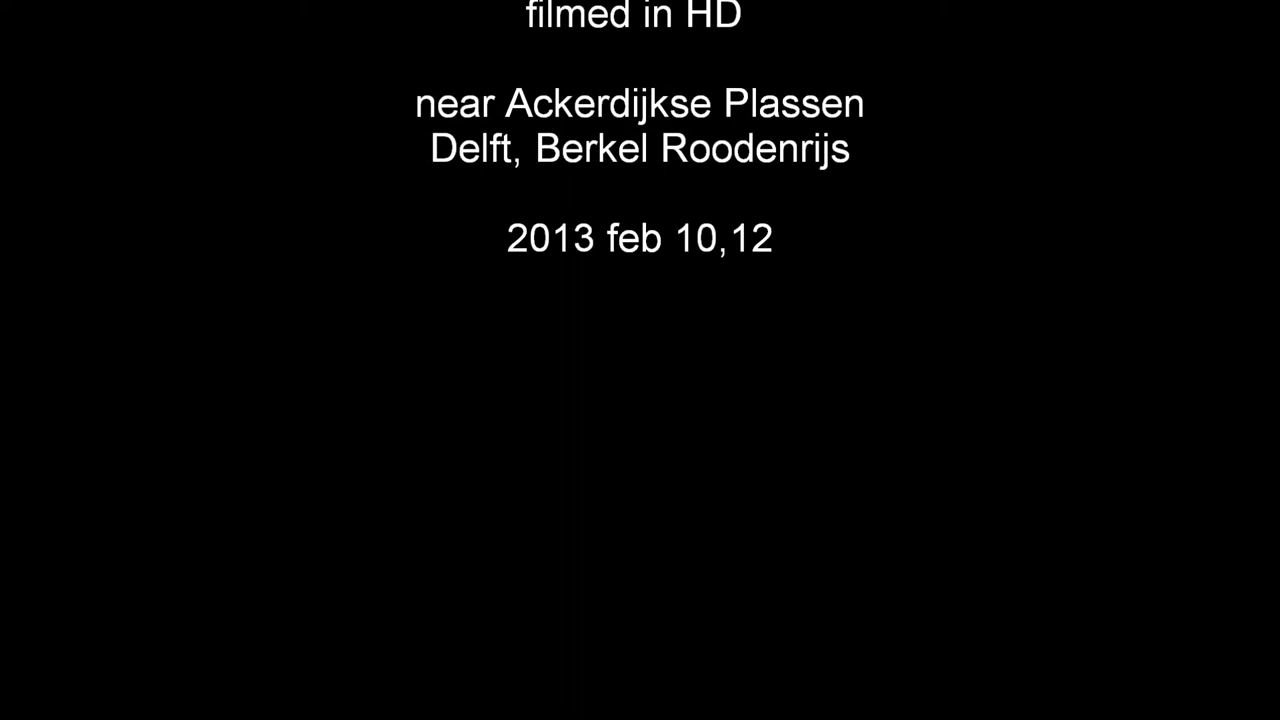 filmed in HD
near Ackerdijkse Plassen
Delft, Berkel Roodenrijs
2013 feb 10,12